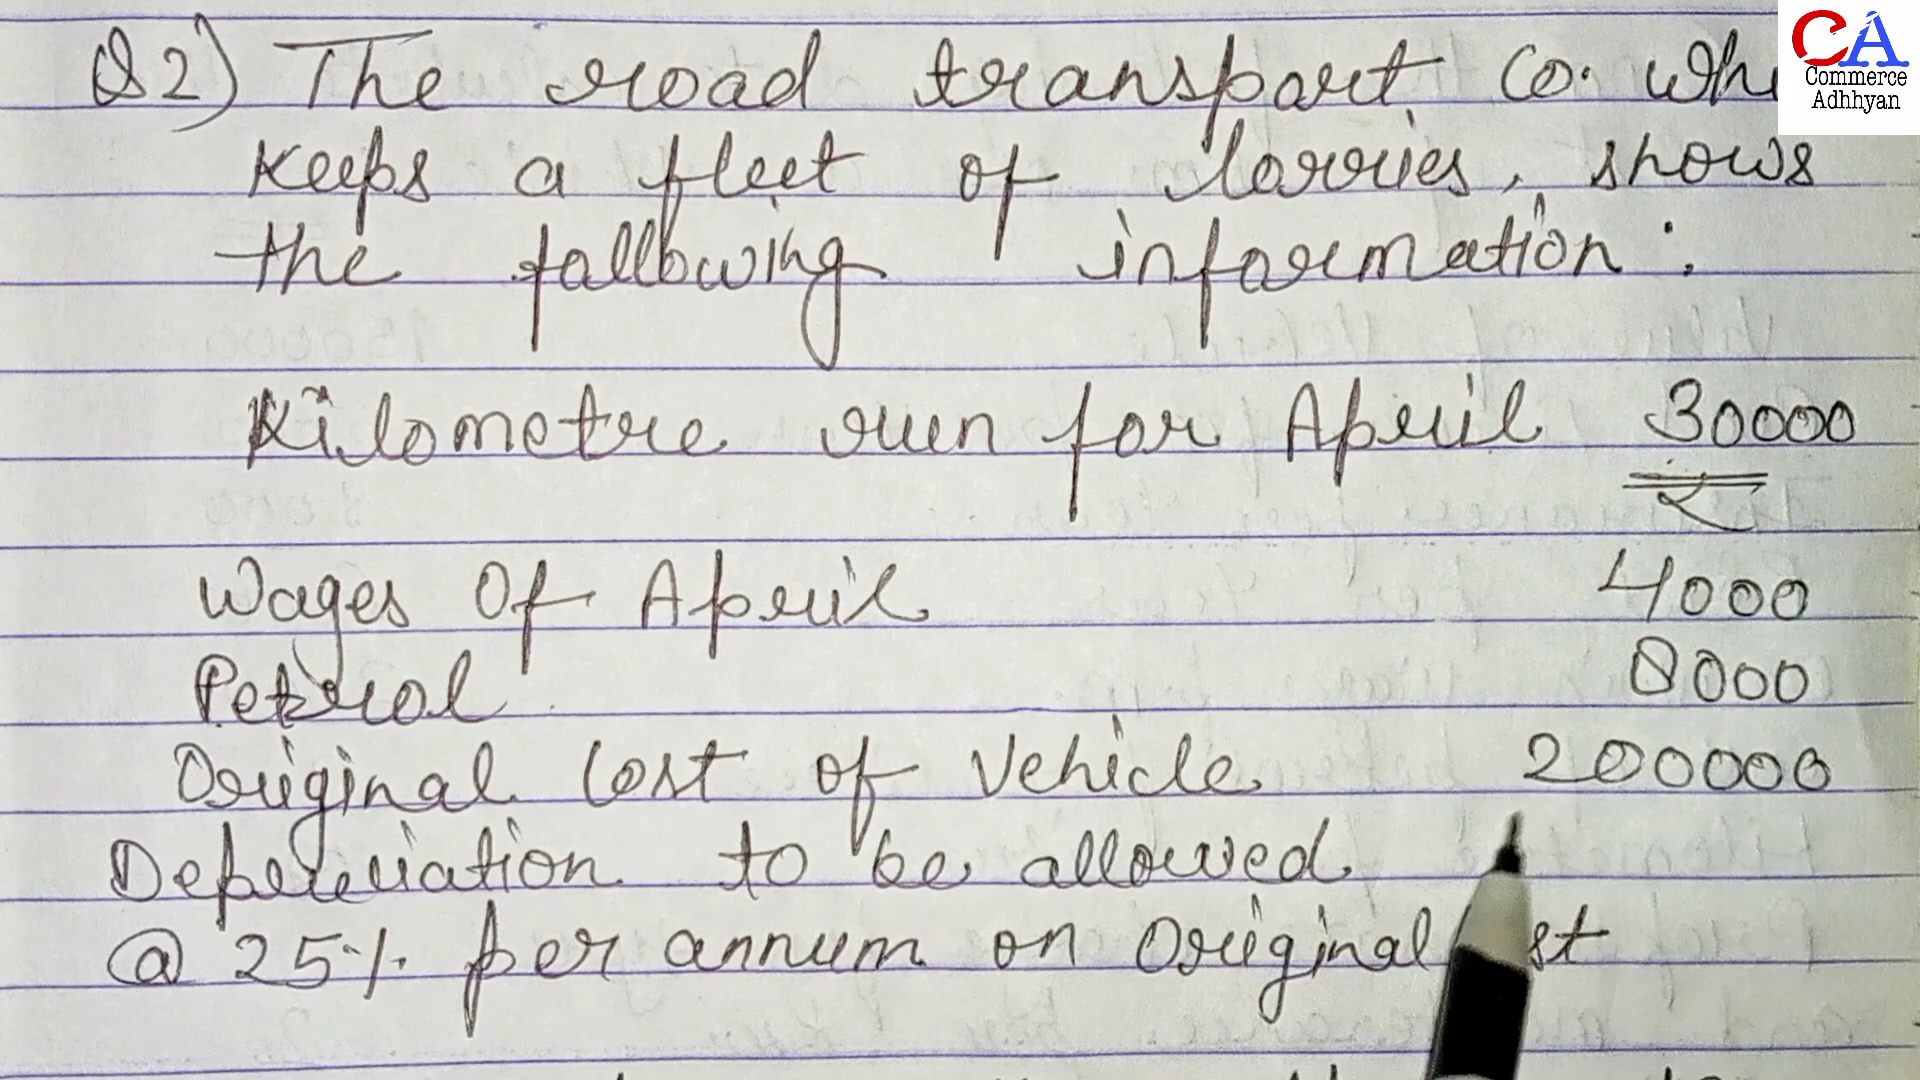 Q2) The road transport Co. Wh
Keeps a fleet of lorries, shows
the following information :
Kilometre run for April 30000
₹
Wages Of April 4000
Petrol 8000
Original Cost of Vehicle 200000
Depreciation to be allowed
@ 25% per annum on Original st
CA
Commerce
Adhhyan